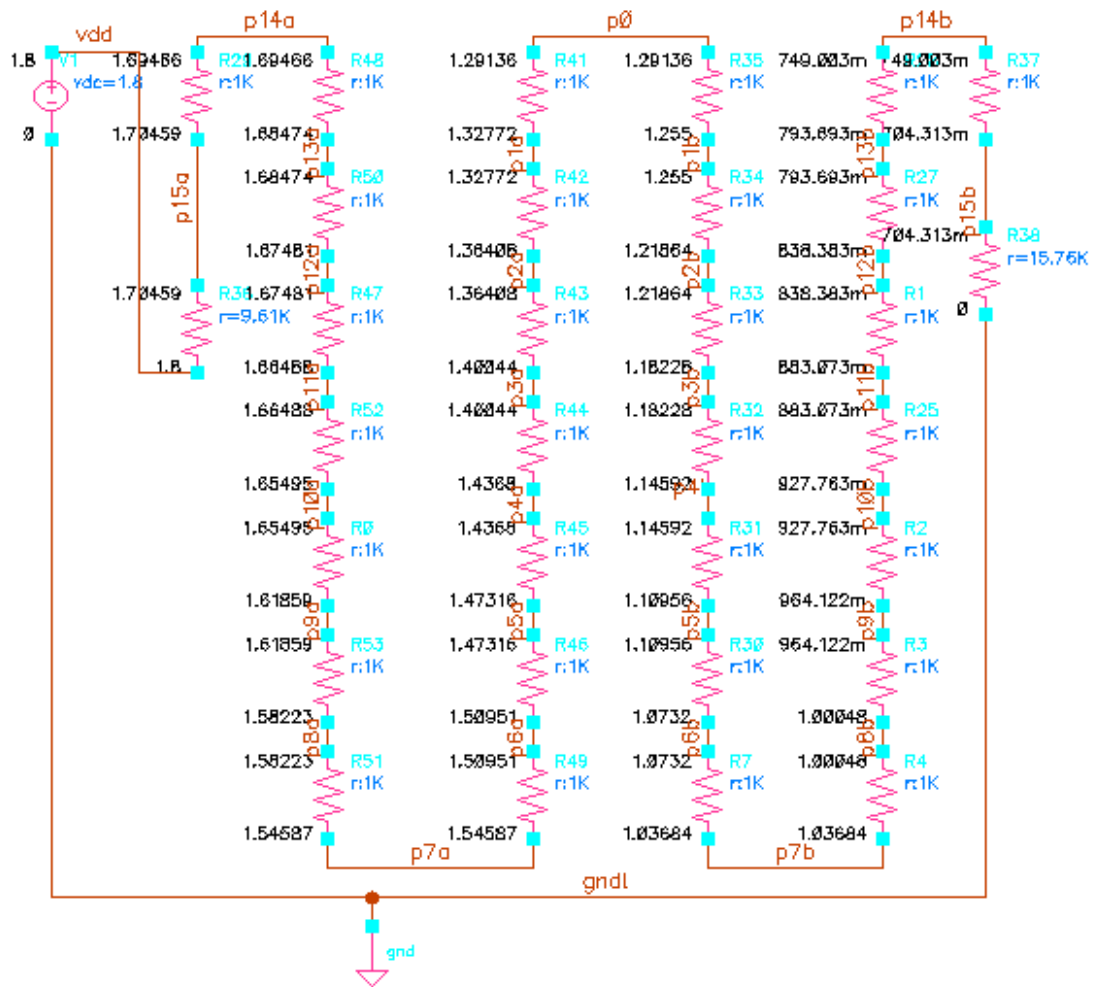 p14a p0 p14b
vdd
1.8 V1 1.69466 1.69466 R48 1.29136 R41 1.29136 R35 749.003m 749.003m R37
vdc=1.8 r:1K r:1K r:1K r:1K r:1K
0 1.70459 1.68474 1.32772 1.255 793.693m 704.313m
p15a p13a p1a p1b p13b p15b
1.68474 R50 1.32772 R42 1.255 R34 793.693m R27
r:1K r:1K r:1K r:1K
1.67481 1.36408 1.21864 838.383m 704.313m R38
r=15.76K
p12a p2a p2b p12b
1.70459 R36 1.67481 R47 1.36408 R43 1.21864 R33 838.383m R1 0
r=9.61K r:1K r:1K r:1K r:1K
1.8 1.40044 1.18228 883.073m
p11a p3a p3b p11b
1.66488 R52 1.40044 R44 1.18228 R32 883.073m R25
r:1K r:1K r:1K r:1K
1.65495 1.4368 1.14592 927.763m
p10a p4a p4 p10b
1.65495 R0 1.4368 R45 1.14592 R31 927.763m R2
r:1K r:1K r:1K r:1K
1.61859 1.47316 1.10956 964.122m
p9a p5a p5b p9b
1.61859 R53 1.47316 R46 1.10956 R30 964.122m R3
r:1K r:1K r:1K r:1K
1.58223 1.50951 1.0732 1.00048
p8a p6a p6b p8b
1.58223 R51 1.50951 R49 1.0732 R7 1.00048 R4
r:1K r:1K r:1K r:1K
1.54587 1.54587 1.03684 1.03684
p7a p7b
gndl
gnd